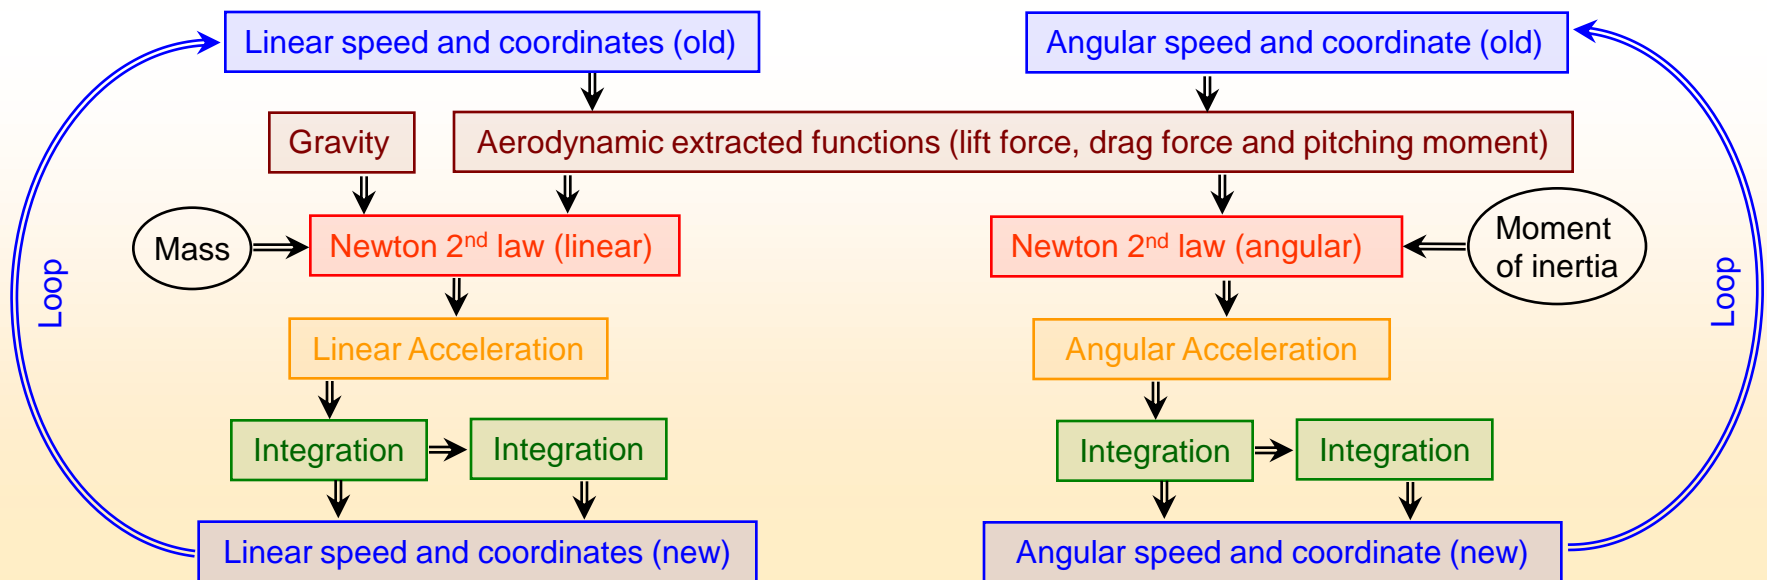 Linear speed and coordinates (old)
Angular speed and coordinate (old)
Gravity
Aerodynamic extracted functions (lift force, drag force and pitching moment)
Mass
Newton 2nd law (linear)
Newton 2nd law (angular)
Moment
of inertia
Loop
Loop
Linear Acceleration
Angular Acceleration
Integration
Integration
Integration
Integration
Linear speed and coordinates (new)
Angular speed and coordinate (new)